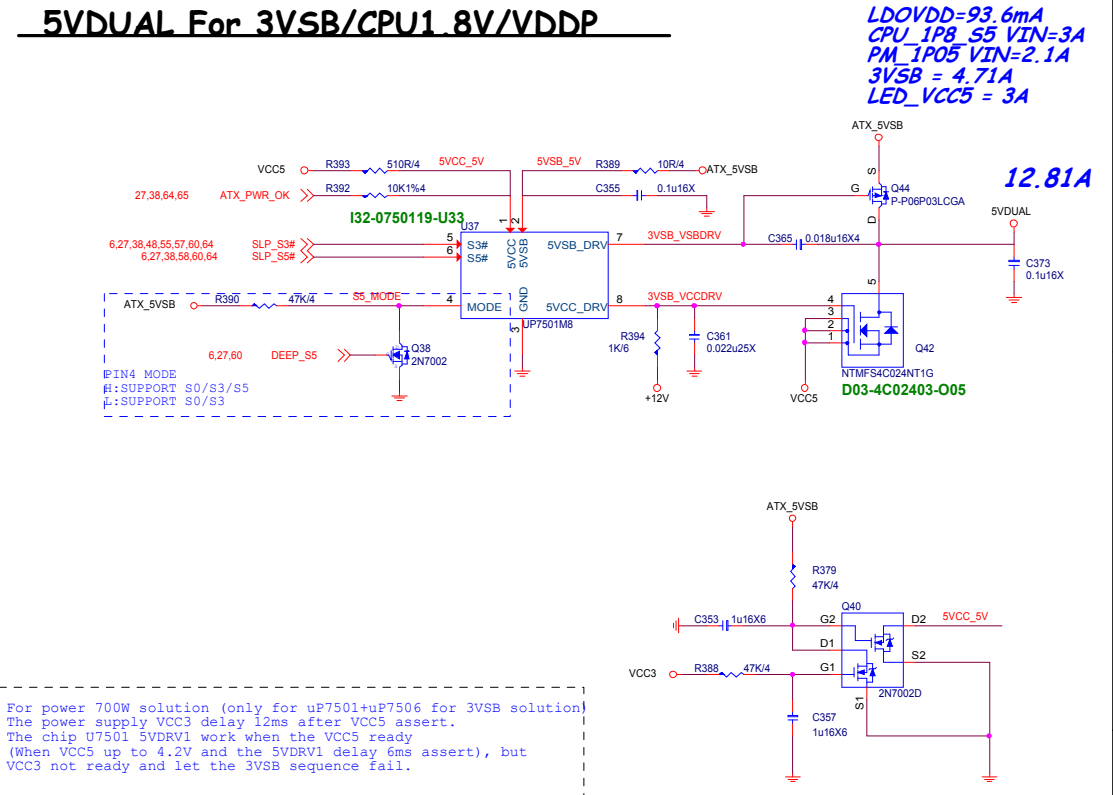 5VDUAL For 3VSB/CPU1.8V/VDDP
LDOVDD=93.6mA
CPU_1P8_S5 VIN=3A
PM_1P05 VIN=2.1A
3VSB = 4.71A
LED_VCC5 = 3A
ATX_5VSB
12.81A
VCC5
R393
510R/4
5VCC_5V
5VSB_5V
R389
10R/4
ATX_5VSB
27,38,64,65
ATX_PWR_OK
R392
10K1%4
C355
0.1u16X
S
G
Q44
P-P06P03LCGA
D
5VDUAL
I32-0750119-U33
U37
1
2
6,27,38,48,55,57,60,64
SLP_S3#
5
S3#
5VCC
5VSB
5VSB_DRV
7
3VSB_VSBDRV
C365
0.018u16X4
6,27,38,58,60,64
SLP_S5#
6
S5#
C373
0.1u16X
5
ATX_5VSB
R390
47K/4
S5_MODE
4
MODE
GND
5VCC_DRV
8
3VSB_VCCDRV
4
3
2
1
3
UP7501M8
R394
1K/6
C361
0.022u25X
Q42
6,27,60
DEEP_S5
Q38
2N7002
NTMFS4C024NT1G
D03-4C02403-O05
+12V
VCC5
PIN4 MODE
H:SUPPORT S0/S3/S5
L:SUPPORT S0/S3
ATX_5VSB
R379
47K/4
Q40
C353
1u16X6
G2
D2
5VCC_5V
D1
S2
VCC3
R388
47K/4
G1
2N7002D
S1
C357
1u16X6
For power 700W solution (only for uP7501+uP7506 for 3VSB solution)
The power supply VCC3 delay 12ms after VCC5 assert.
The chip U7501 5VDRV1 work when the VCC5 ready
(When VCC5 up to 4.2V and the 5VDRV1 delay 6ms assert), but
VCC3 not ready and let the 3VSB sequence fail.